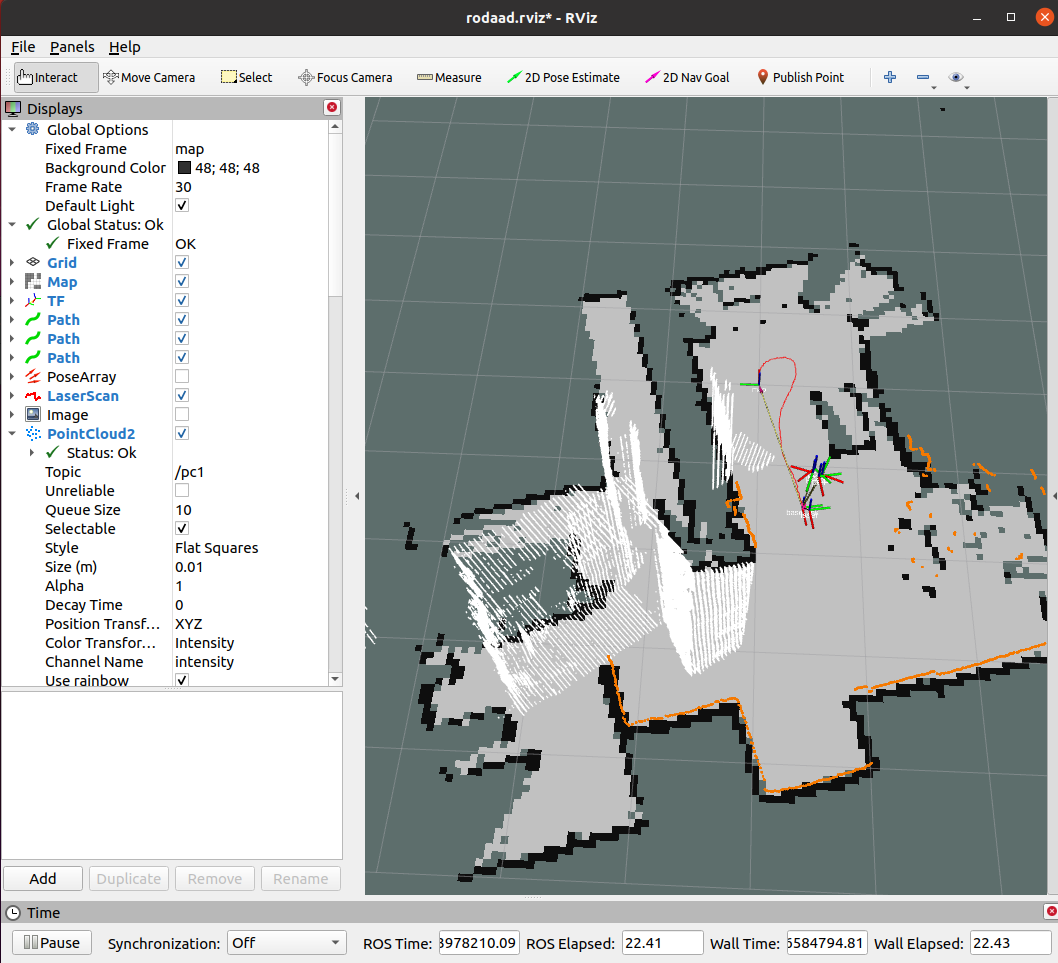 rodaad.rviz* - RViz
File Panels Help
Interact Move Camera Select Focus Camera Measure 2D Pose Estimate 2D Nav Goal Publish Point
Displays
Global Options
Fixed Frame map
Background Color 48; 48; 48
Frame Rate 30
Default Light
Global Status: Ok
Fixed Frame OK
Grid
Map
TF
Path
Path
Path
PoseArray
LaserScan
Image
PointCloud2
Status: Ok
Topic /pc1
Unreliable
Queue Size 10
Selectable
Style Flat Squares
Size (m) 0.01
Alpha 1
Decay Time 0
Position Transf... XYZ
Color Transfor... Intensity
Channel Name intensity
Use rainbow
Add Duplicate Remove Rename
Time
Pause Synchronization: Off ROS Time: 3978210.09 ROS Elapsed: 22.41 Wall Time: 5584794.81 Wall Elapsed: 22.43